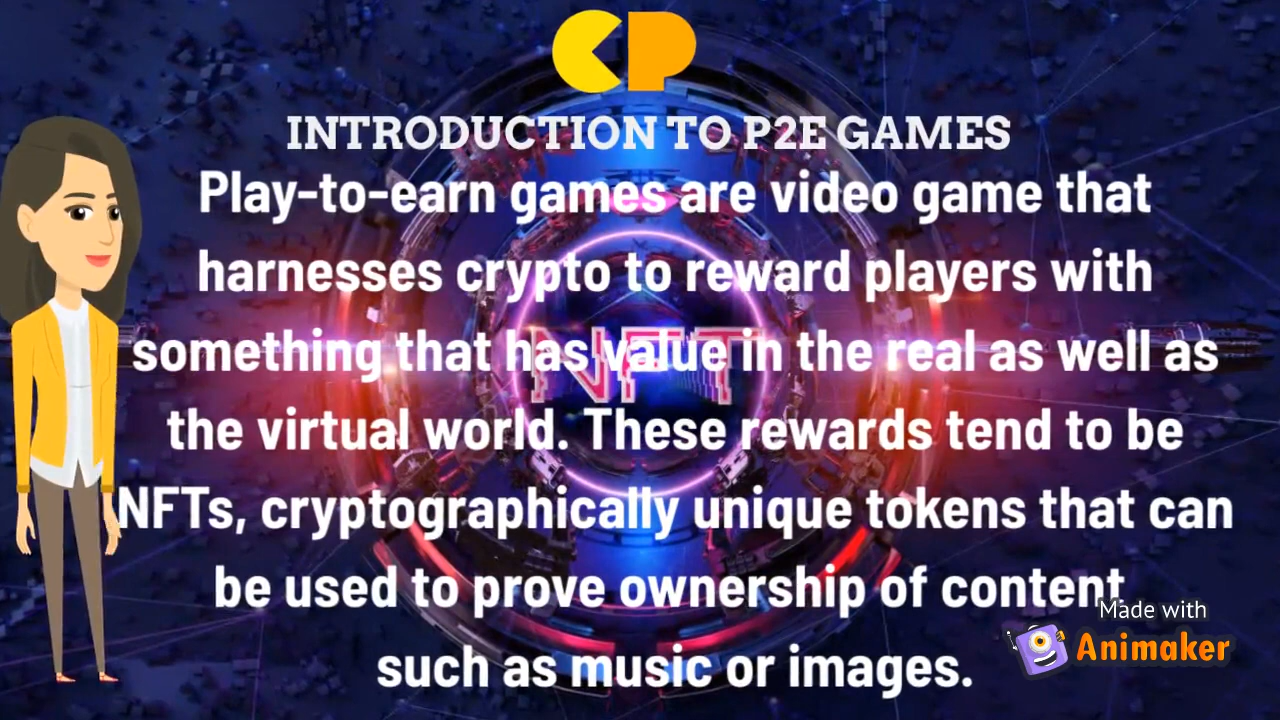 CP
INTRODUCTION TO P2E GAMES
Play-to-earn games are video game that
harnesses crypto to reward players with
something that has value in the real as well as
the virtual world. These rewards tend to be
NFTs, cryptographically unique tokens that can
be used to prove ownership of content
such as music or images.
NFT
Made with
Animaker